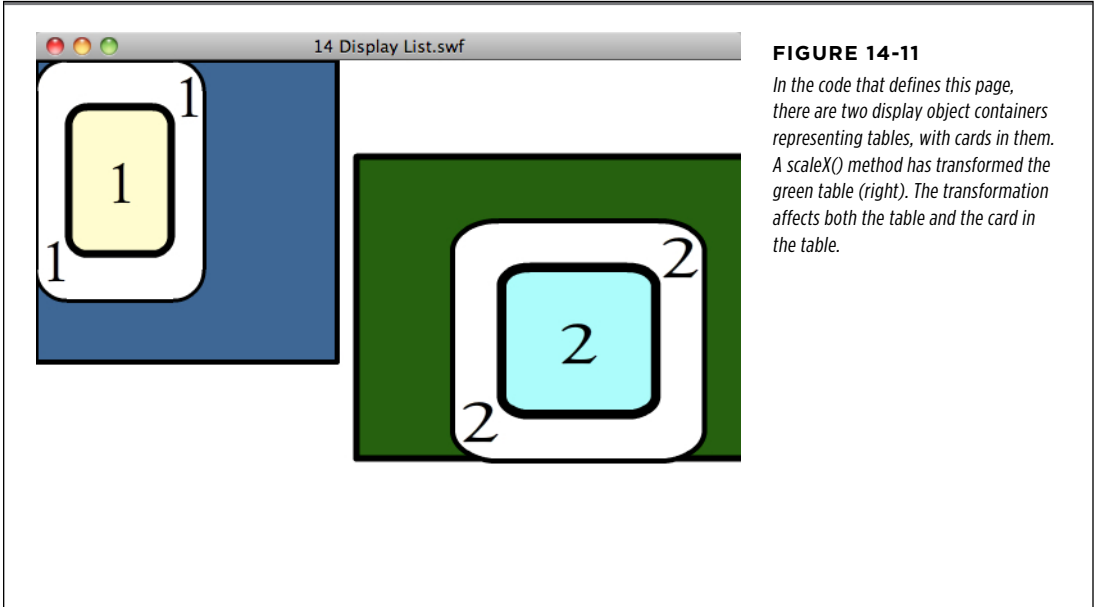 14 Display List.swf
1
1
1
2
2
2
FIGURE 14-11
In the code that defines this page,
there are two display object containers
representing tables, with cards in them.
A scaleX() method has transformed the
green table (right). The transformation
affects both the table and the card in
the table.